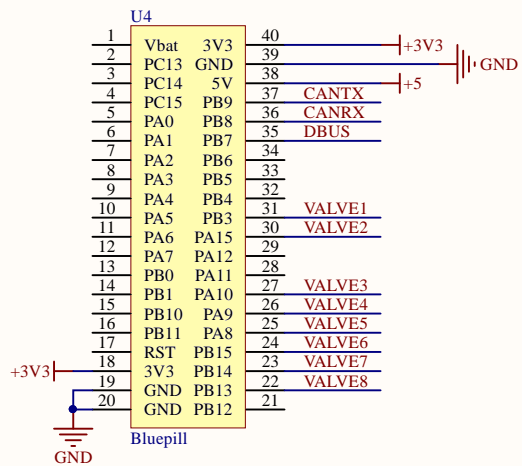 U4
1 Vbat 3V3 40 +3V3
2 PC13 GND 39 GND
3 PC14 5V 38 +5
4 PC15 PB9 37 CANTX
5 PA0 PB8 36 CANRX
6 PA1 PB7 35 DBUS
7 PA2 PB6 34
8 PA3 PB5 33
9 PA4 PB4 32
10 PA5 PB3 31 VALVE1
11 PA6 PA15 30 VALVE2
12 PA7 PA12 29
13 PB0 PA11 28
14 PB1 PA10 27 VALVE3
15 PB10 PA9 26 VALVE4
16 PB11 PA8 25 VALVE5
17 RST PB15 24 VALVE6
+3V3 18 3V3 PB14 23 VALVE7
19 GND PB13 22 VALVE8
20 GND PB12 21
Bluepill
GND